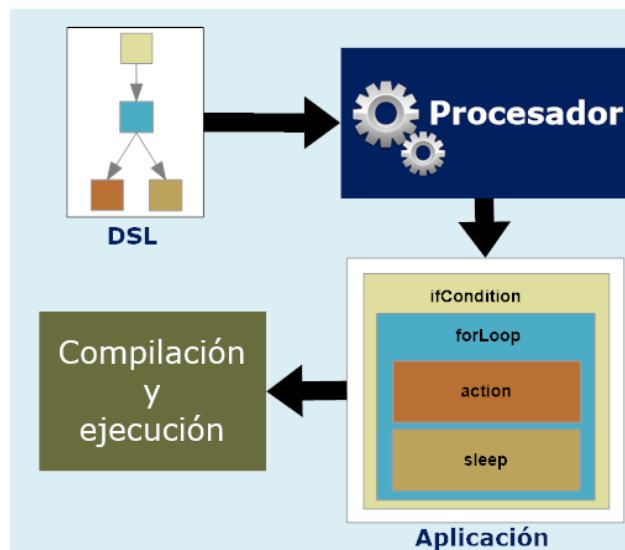 DSL
Procesador
ifCondition
forLoop
action
sleep
Aplicación
Compilación
y
ejecución